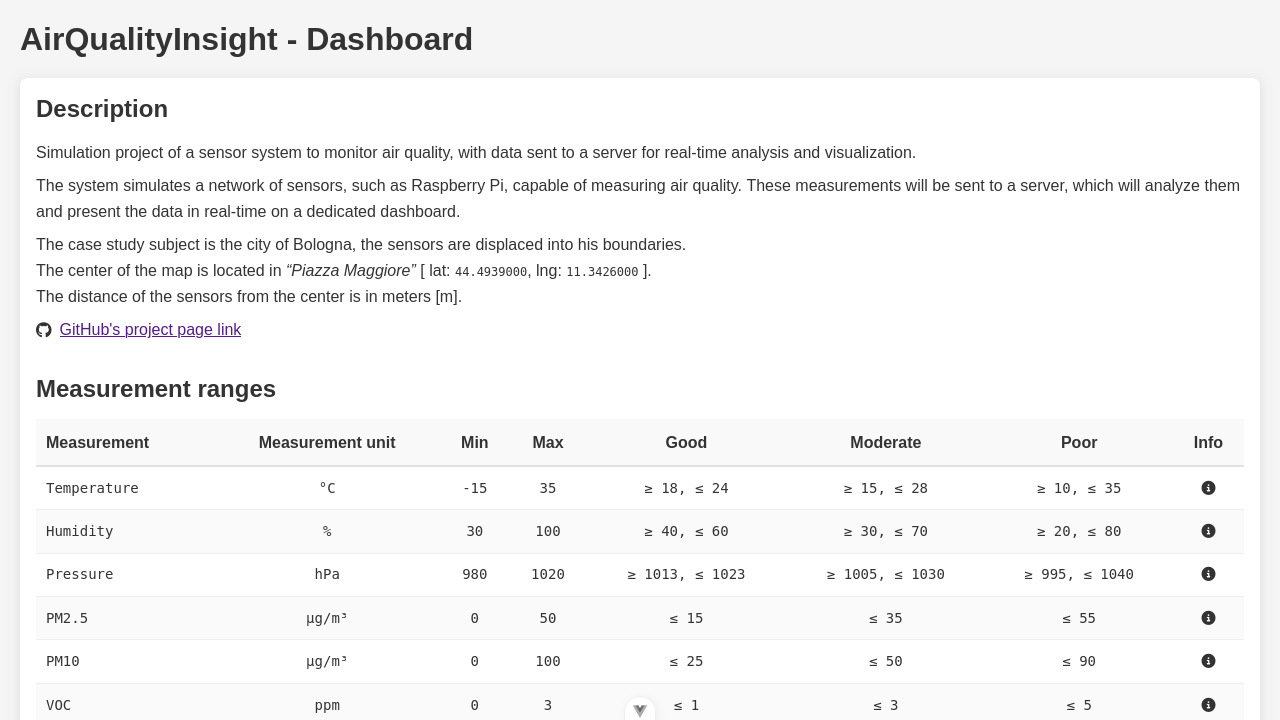 AirQualityInsight - Dashboard
Description
Simulation project of a sensor system to monitor air quality, with data sent to a server for real-time analysis and visualization.
The system simulates a network of sensors, such as Raspberry Pi, capable of measuring air quality. These measurements will be sent to a server, which will analyze them
and present the data in real-time on a dedicated dashboard.
The case study subject is the city of Bologna, the sensors are displaced into his boundaries.
The center of the map is located in “Piazza Maggiore” [ lat: 44.4939000, lng: 11.3426000 ].
The distance of the sensors from the center is in meters [m].
GitHub's project page link
Measurement ranges
Measurement Measurement unit Min Max Good Moderate Poor Info
Temperature °C -15 35 ≥ 18, ≤ 24 ≥ 15, ≤ 28 ≥ 10, ≤ 35
Humidity % 30 100 ≥ 40, ≤ 60 ≥ 30, ≤ 70 ≥ 20, ≤ 80
Pressure hPa 980 1020 ≥ 1013, ≤ 1023 ≥ 1005, ≤ 1030 ≥ 995, ≤ 1040
PM2.5 µg/m³ 0 50 ≤ 15 ≤ 35 ≤ 55
PM10 µg/m³ 0 100 ≤ 25 ≤ 50 ≤ 90
VOC ppm 0 3 ≤ 1 ≤ 3 ≤ 5